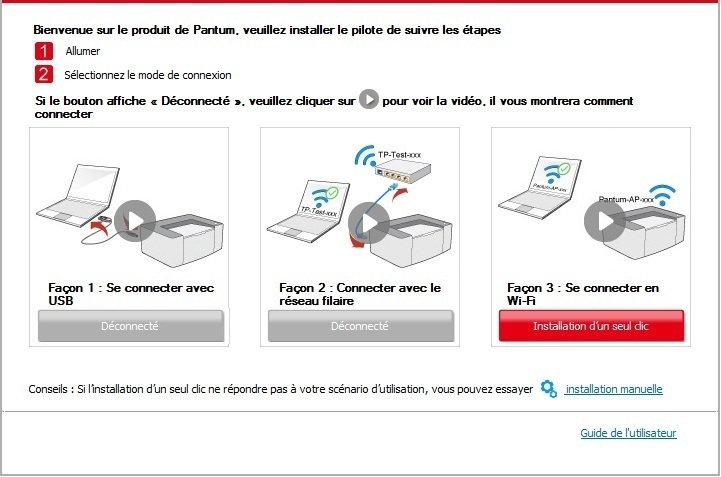 Bienvenue sur le produit de Pantum, veuillez installer le pilote de suivre les étapes
1 Allumer
2 Sélectionnez le mode de connexion
Si le bouton affiche « Déconnecté », veuillez cliquer sur pour voir la vidéo, il vous montrera comment
connecter
TP-Test-xxx
TP-Test-xxx
Pantum-AP-xxx
Pantum-AP-xxx
Façon 1 : Se connecter avec
USB
Déconnecté
Façon 2 : Connecter avec le
réseau filaire
Déconnecté
Façon 3 : Se connecter en
Wi-Fi
Installation d'un seul clic
Conseils : Si l'installation d'un seul clic ne répondre pas à votre scénario d'utilisation, vous pouvez essayer installation manuelle
Guide de l'utilisateur